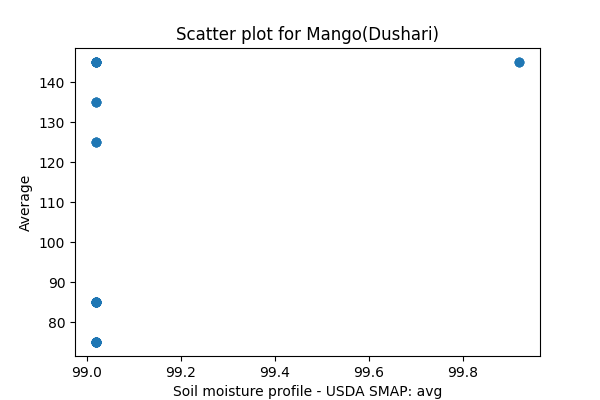 Scatter plot for Mango(Dushari)
140
130
120
110
100
90
80
Average
99.0 99.2 99.4 99.6 99.8
Soil moisture profile - USDA SMAP: avg